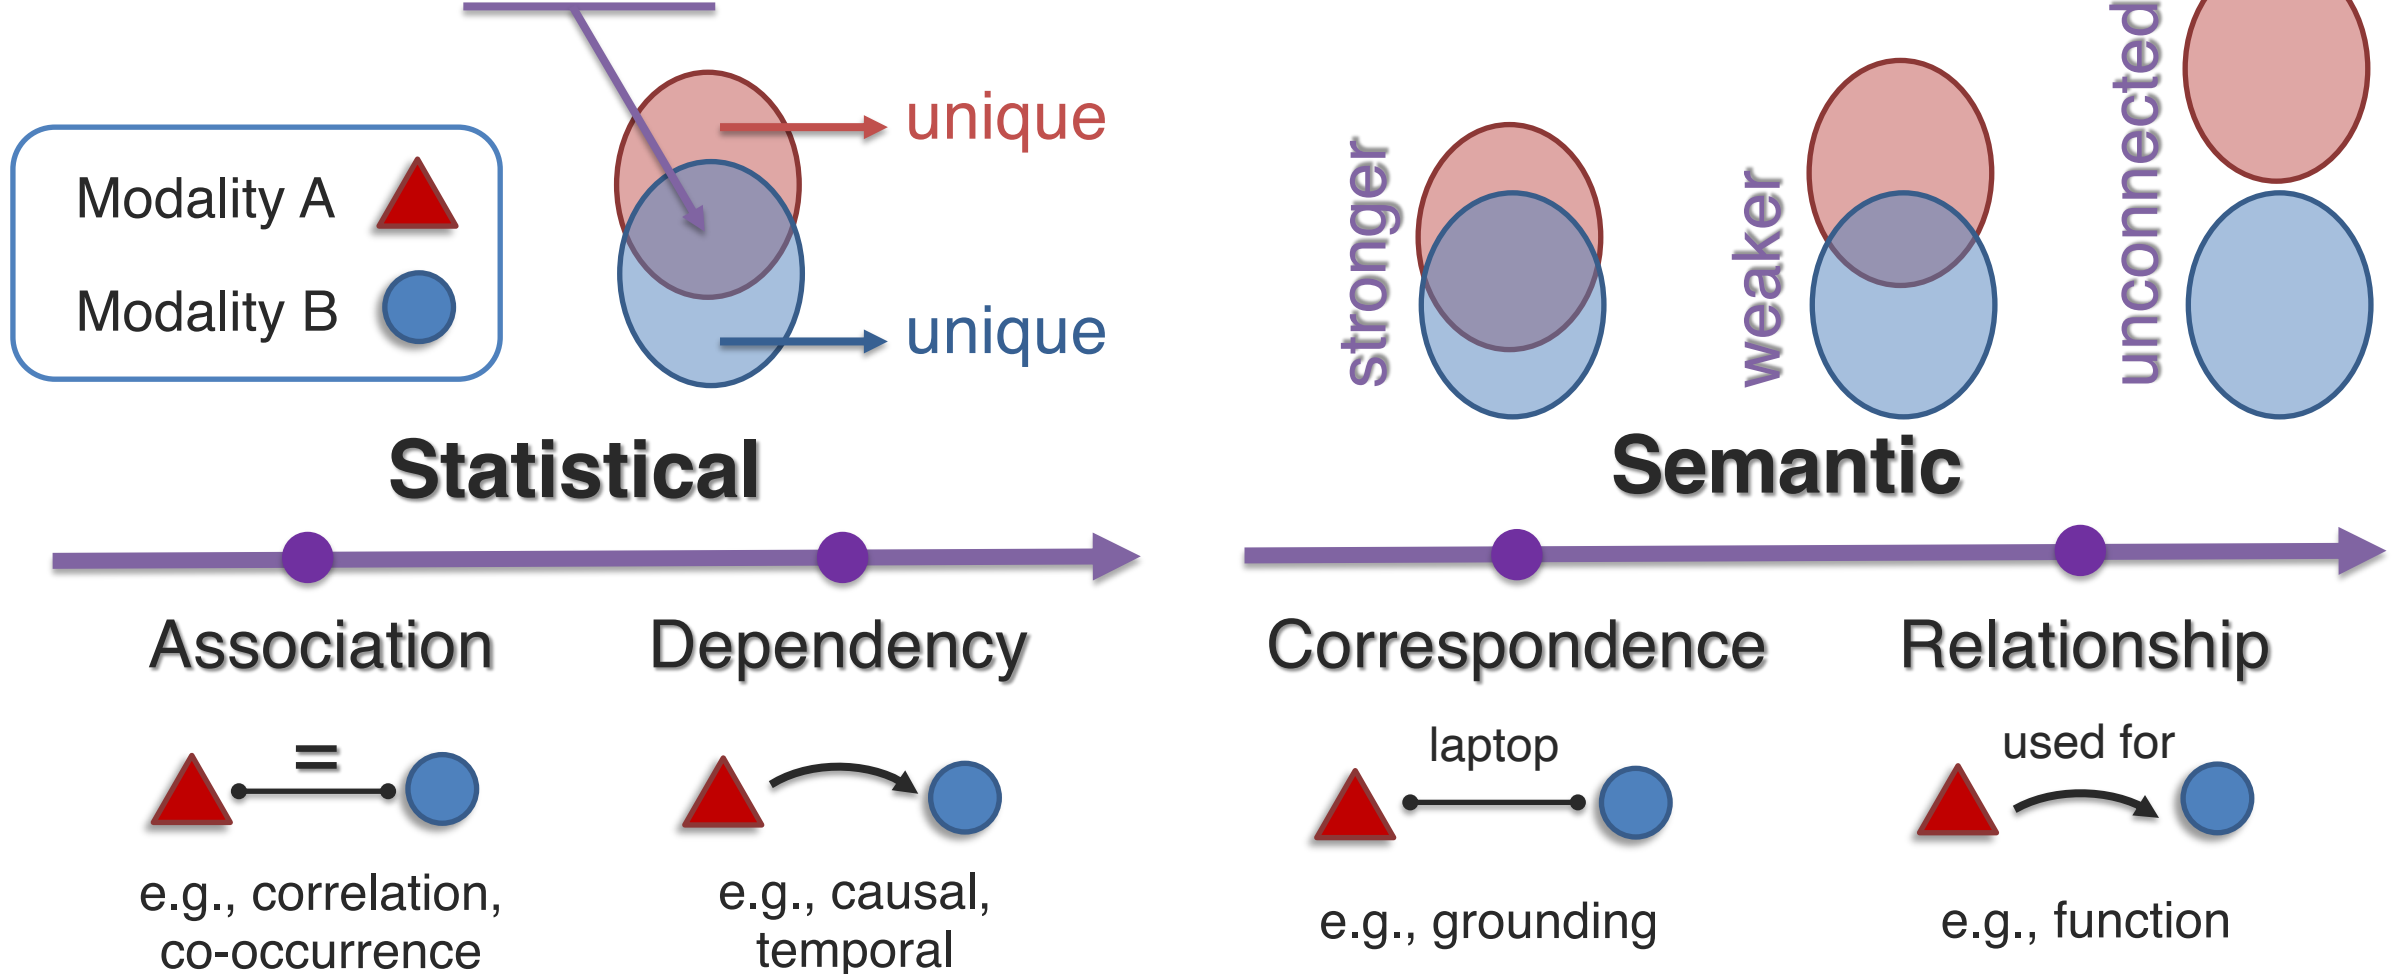 unique
Modality A
Modality B
unique
stronger
weaker
unconnected
Statistical
Semantic
Association
Dependency
Correspondence
Relationship
=
laptop
used for
e.g., correlation,
co-occurrence
e.g., causal,
temporal
e.g., grounding
e.g., function